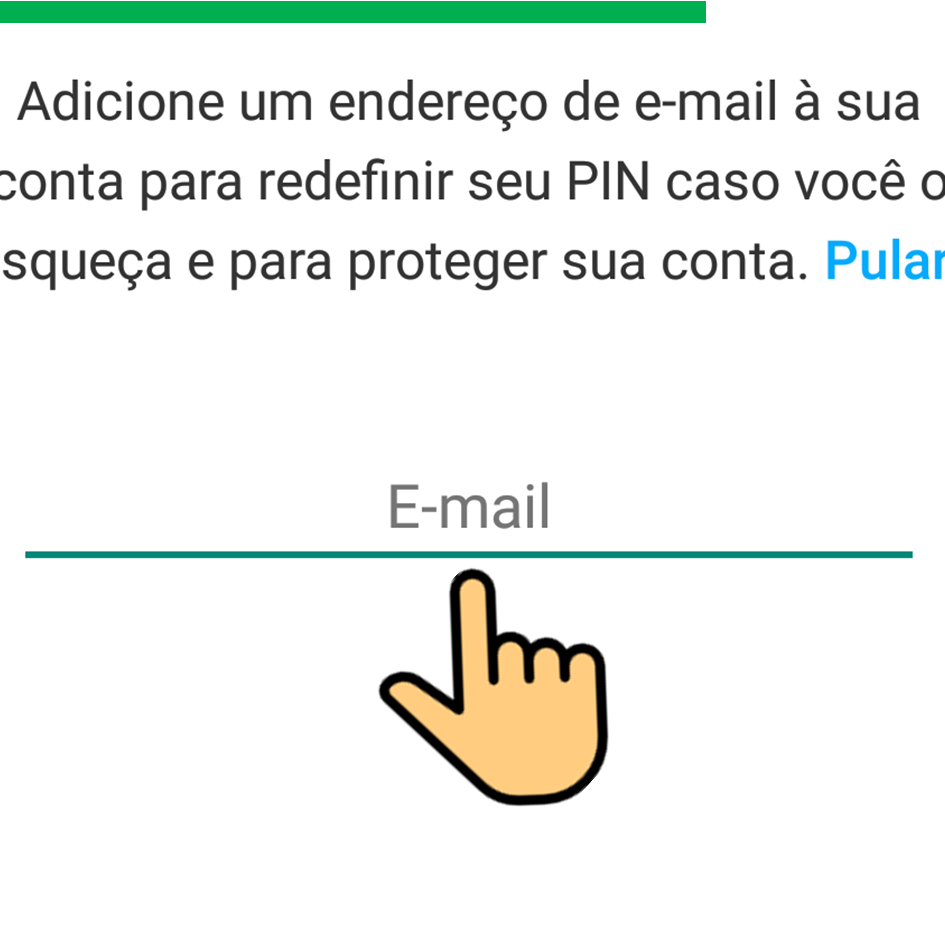 Adicione um endereço de e-mail à sua
conta para redefinir seu PIN caso você o
squeça e para proteger sua conta. Pular
E-mail